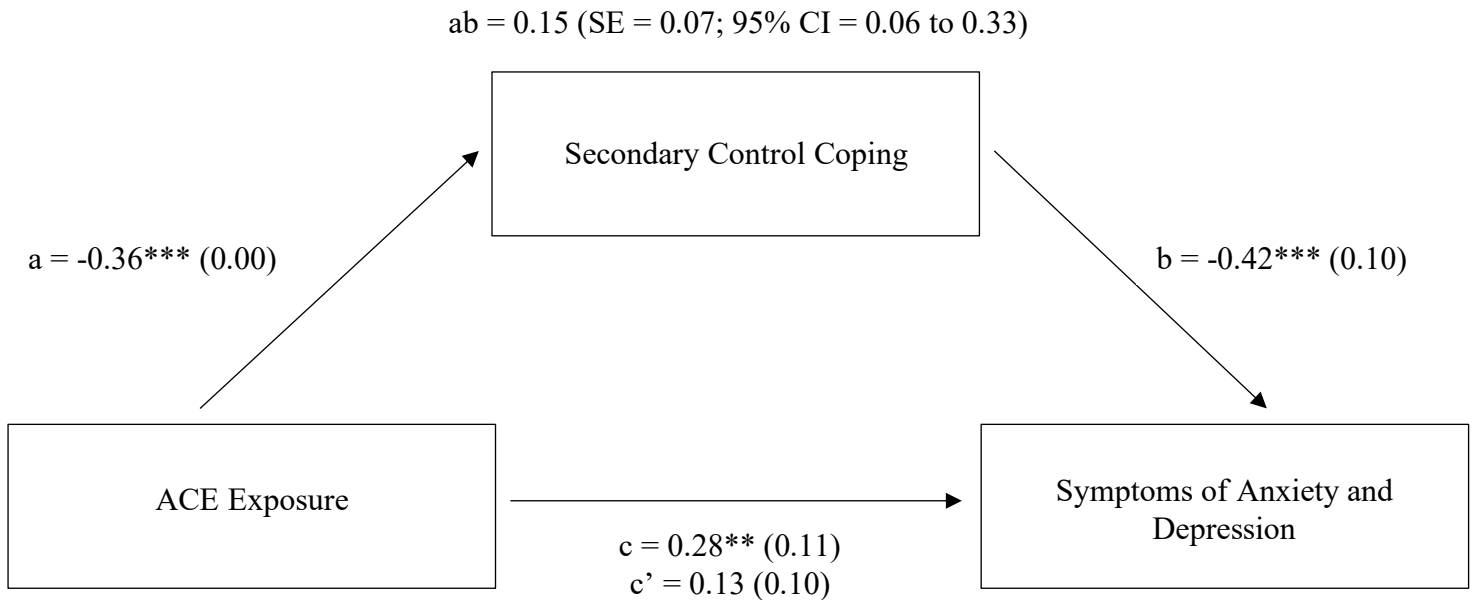 ab = 0.15 (SE = 0.07; 95% CI = 0.06 to 0.33)
Secondary Control Coping
a = -0.36*** (0.00)
b = -0.42*** (0.10)
ACE Exposure
Symptoms of Anxiety and
Depression
c = 0.28** (0.11)
c’ = 0.13 (0.10)